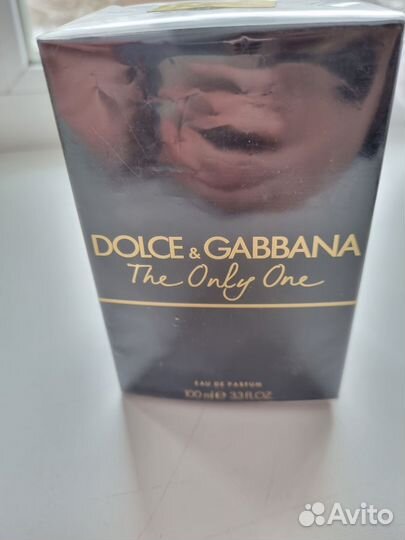 DOLCE & GABBANA
The Only One
EAU DE PARFUM
100 ml ℮ 3.3 FL.OZ.
Avito